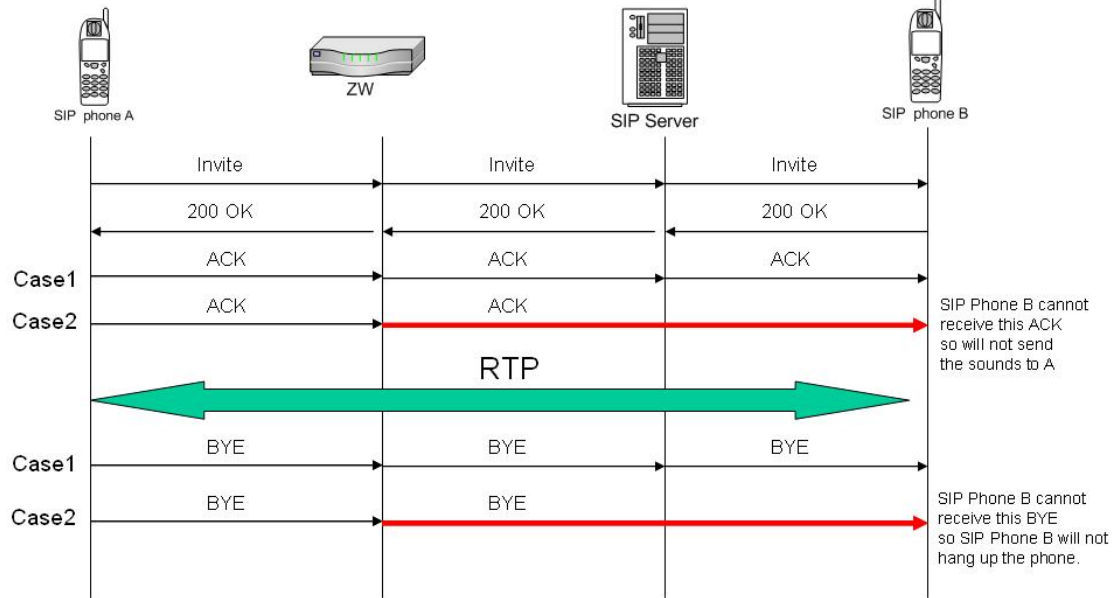 SIP phone A
ZW
SIP Server
SIP phone B
Invite Invite Invite
200 OK 200 OK 200 OK
Case1 ACK ACK ACK
Case2 ACK ACK
SIP Phone B cannot
receive this ACK
so will not send
the sounds to A
RTP
Case1 BYE BYE BYE
Case2 BYE BYE
SIP Phone B cannot
receive this BYE
so SIP Phone B will not
hang up the phone.